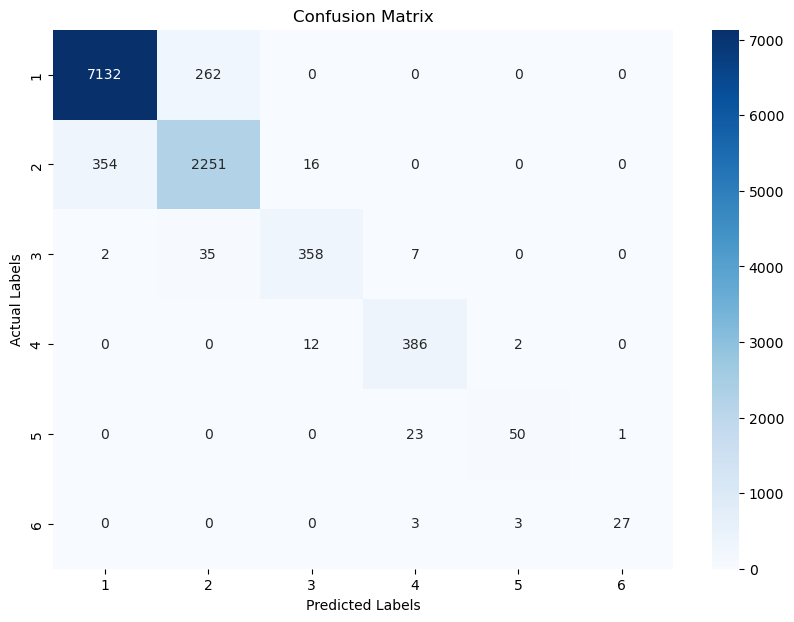 Confusion Matrix
1 7132 262 0 0 0 0
2 354 2251 16 0 0 0
3 2 35 358 7 0 0
4 0 0 12 386 2 0
5 0 0 0 23 50 1
6 0 0 0 3 3 27
1 2 3 4 5 6
Predicted Labels
Actual Labels
7000
6000
5000
4000
3000
2000
1000
0